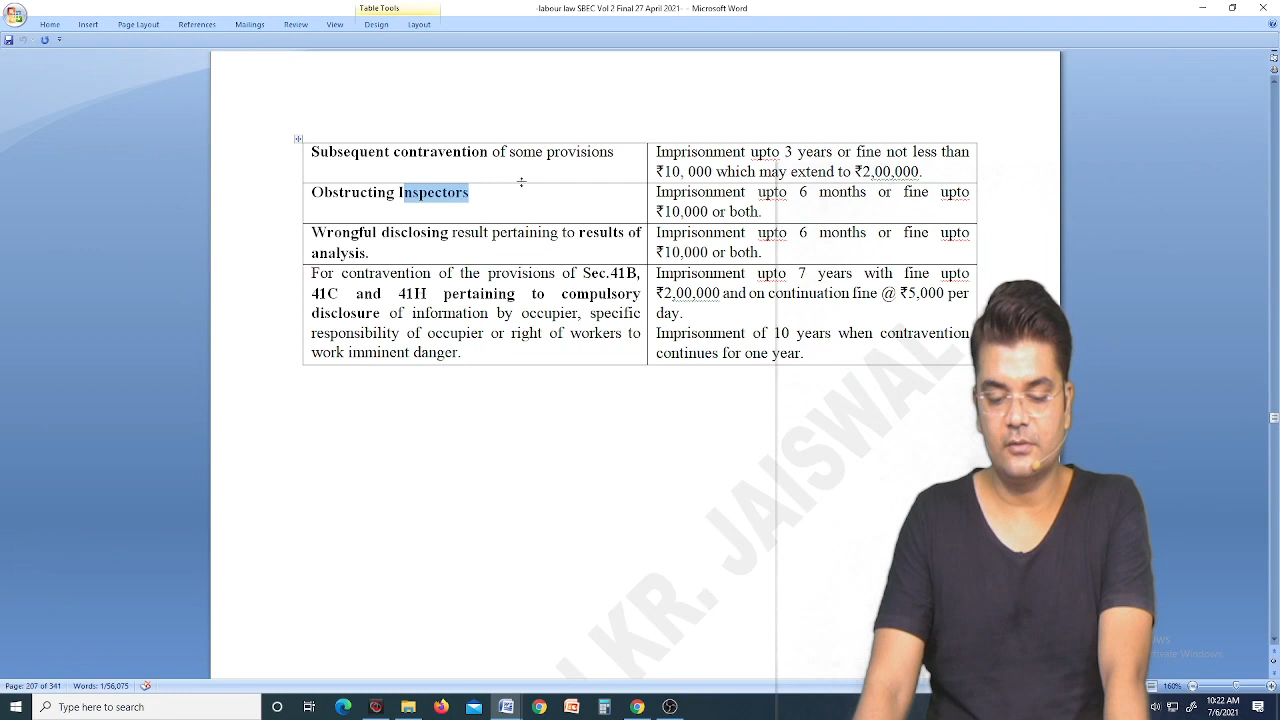 Table Tools
-labour law SBEC Vol 2 Final 27 April 2021- - Microsoft Word
Home Insert Page Layout References Mailings Review View Design Layout
Subsequent contravention of some provisions
Imprisonment upto 3 years or fine not less than
₹10, 000 which may extend to ₹2,00,000.
Obstructing Inspectors
Imprisonment upto 6 months or fine upto
₹10,000 or both.
Wrongful disclosing result pertaining to results of
analysis.
Imprisonment upto 6 months or fine upto
₹10,000 or both.
For contravention of the provisions of Sec.41B,
41C and 41H pertaining to compulsory
disclosure of information by occupier, specific
responsibility of occupier or right of workers to
work imminent danger.
Imprisonment upto 7 years with fine upto
₹2,00,000 and on continuation fine @ ₹5,000 per
day.
Imprisonment of 10 years when contravention
continues for one year.
KR. JAISWAL
Page: 207 of 341 Words: 1/56,075
160%
Type here to search
10:22 AM
7/6/2021